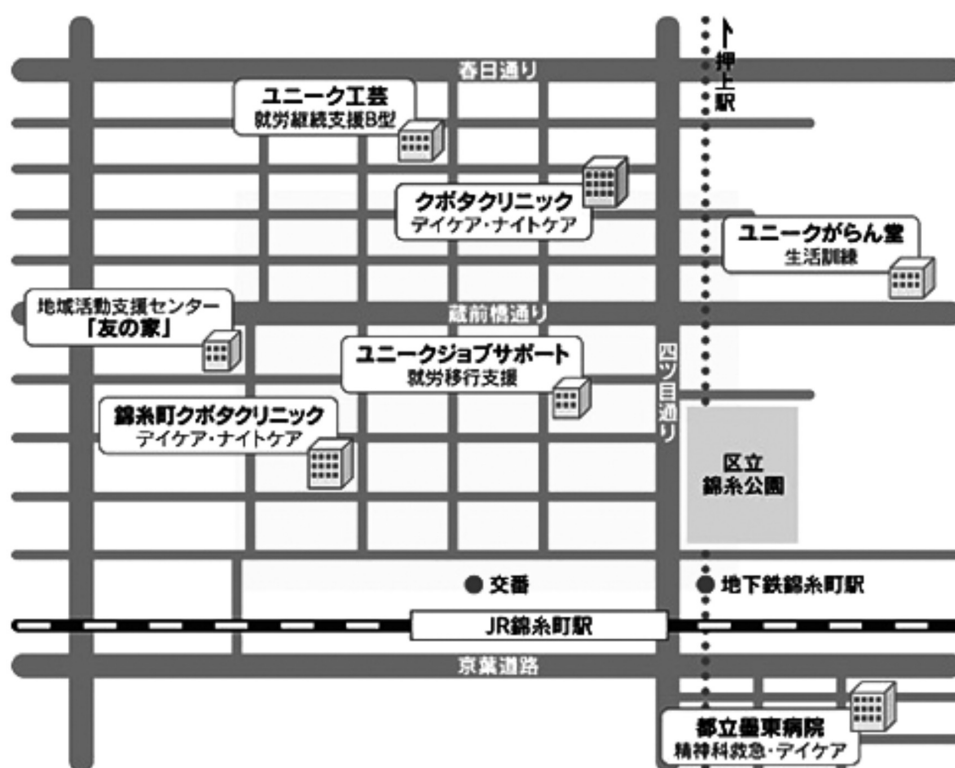 春日通り
押上駅
ユニーク工芸
就労継続支援B型
クボタクリニック
デイケア・ナイトケア
ユニークがらん堂
生活訓練
地域活動支援センター
「友の家」
蔵前橋通り
ユニークジョブサポート
就労移行支援
四ツ目通り
錦糸町クボタクリニック
デイケア・ナイトケア
区立
錦糸公園
交番
地下鉄錦糸町駅
JR錦糸町駅
京葉道路
都立墨東病院
精神科救急・デイケア